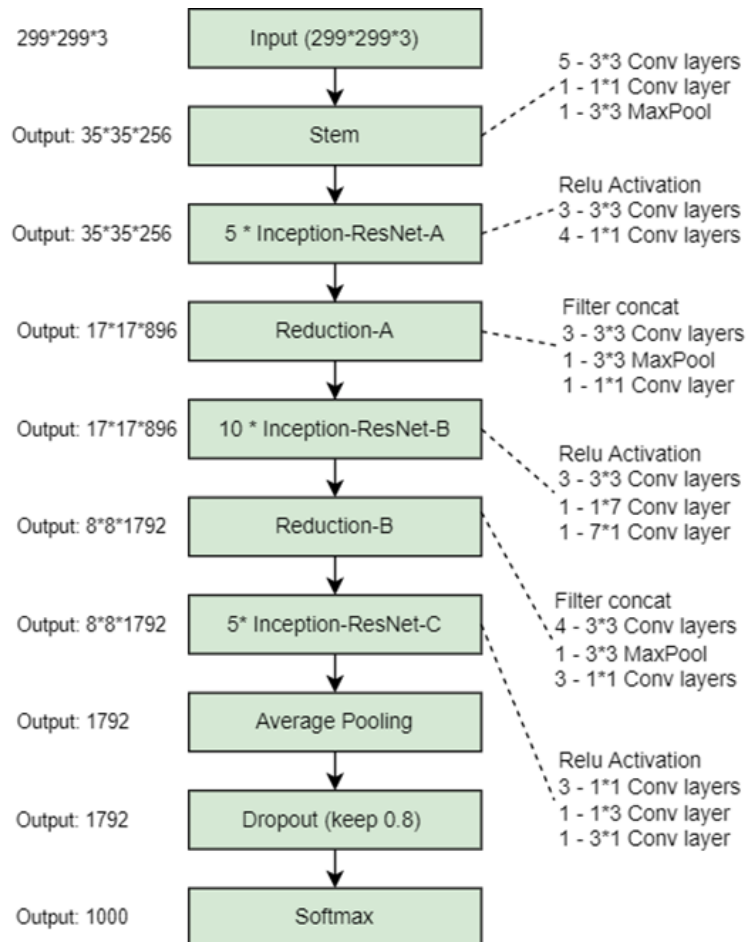 299*299*3
Input (299*299*3)
5 - 3*3 Conv layers
1 - 1*1 Conv layer
1 - 3*3 MaxPool
Output: 35*35*256
Stem
Relu Activation
3 - 3*3 Conv layers
4 - 1*1 Conv layers
Output: 35*35*256
5 * Inception-ResNet-A
Filter concat
3 - 3*3 Conv layers
1 - 3*3 MaxPool
1 - 1*1 Conv layer
Output: 17*17*896
Reduction-A
Output: 17*17*896
10 * Inception-ResNet-B
Relu Activation
3 - 3*3 Conv layers
1 - 1*7 Conv layer
1 - 7*1 Conv layer
Output: 8*8*1792
Reduction-B
Filter concat
4 - 3*3 Conv layers
1 - 3*3 MaxPool
3 - 1*1 Conv layers
Output: 8*8*1792
5* Inception-ResNet-C
Output: 1792
Average Pooling
Relu Activation
3 - 1*1 Conv layers
1 - 1*3 Conv layer
1 - 3*1 Conv layer
Output: 1792
Dropout (keep 0.8)
Output: 1000
Softmax